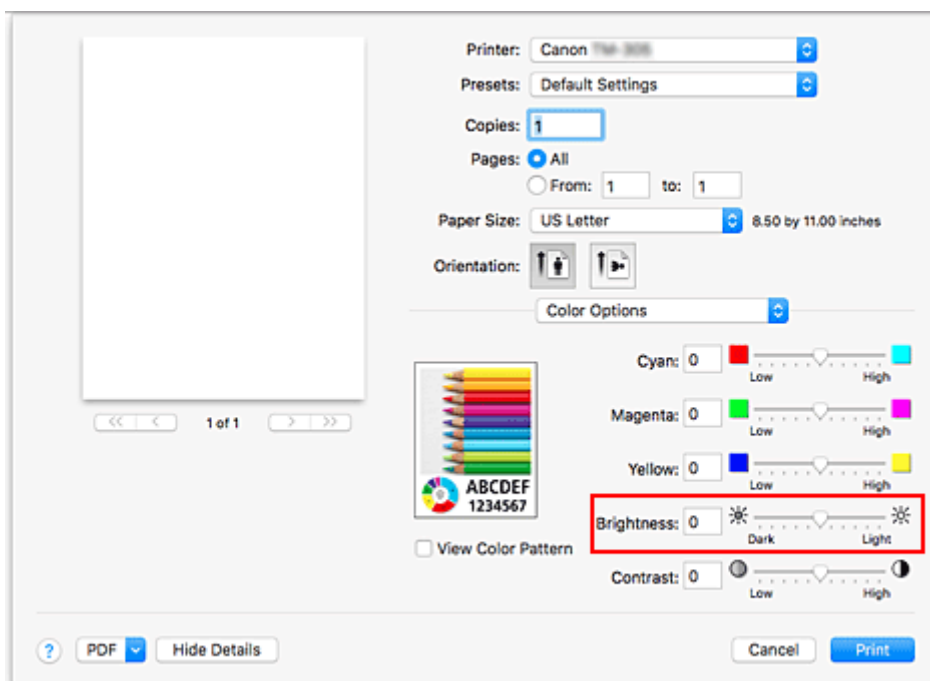 Printer: Canon
Presets: Default Settings
Copies: 1
Pages: All
From: 1 to: 1
Paper Size: US Letter 8.50 by 11.00 inches
Orientation:
Color Options
Cyan: 0
Low High
Magenta: 0
Low High
Yellow: 0
Low High
Brightness: 0
Dark Light
Contrast: 0
Low High
<< < 1 of 1 > >>
ABCDEF
1234567
View Color Pattern
? PDF Hide Details Cancel Print